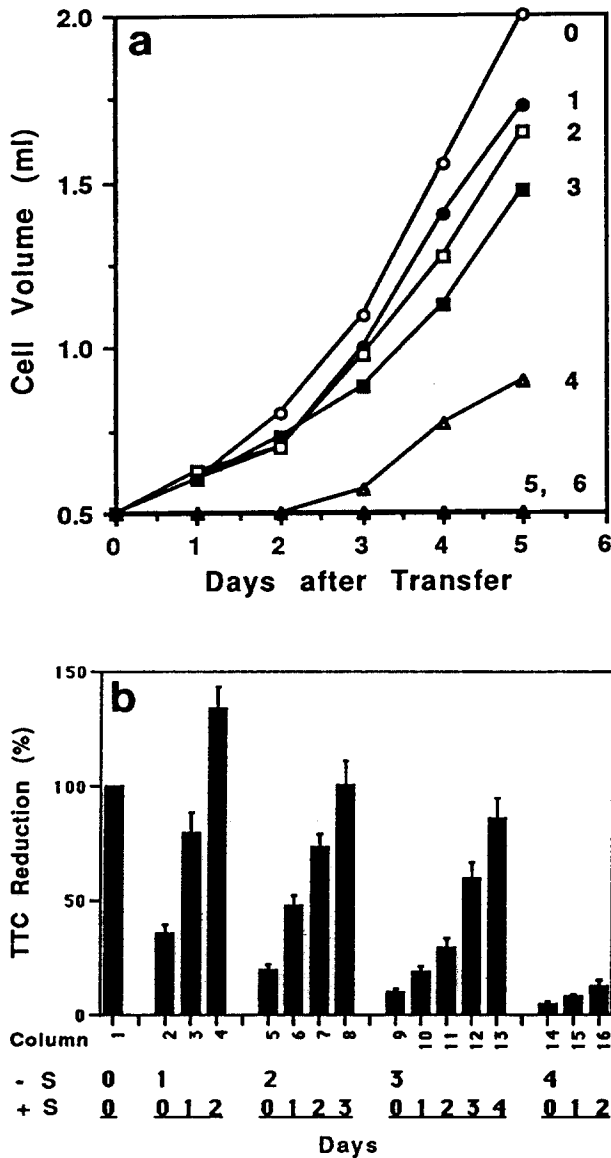 a
2.0
1.5
1.0
0.5
Cell Volume (ml)
0
1
2
3
4
5, 6
0 1 2 3 4 5 6
Days after Transfer
b
150
100
50
0
TTC Reduction (%)
Column 1 2 3 4 5 6 7 8 9 10 11 12 13 14 15 16
- S 0 1 2 3 4
+ S 0 0 1 2 0 1 2 3 0 1 2 3 4 0 1 2
Days